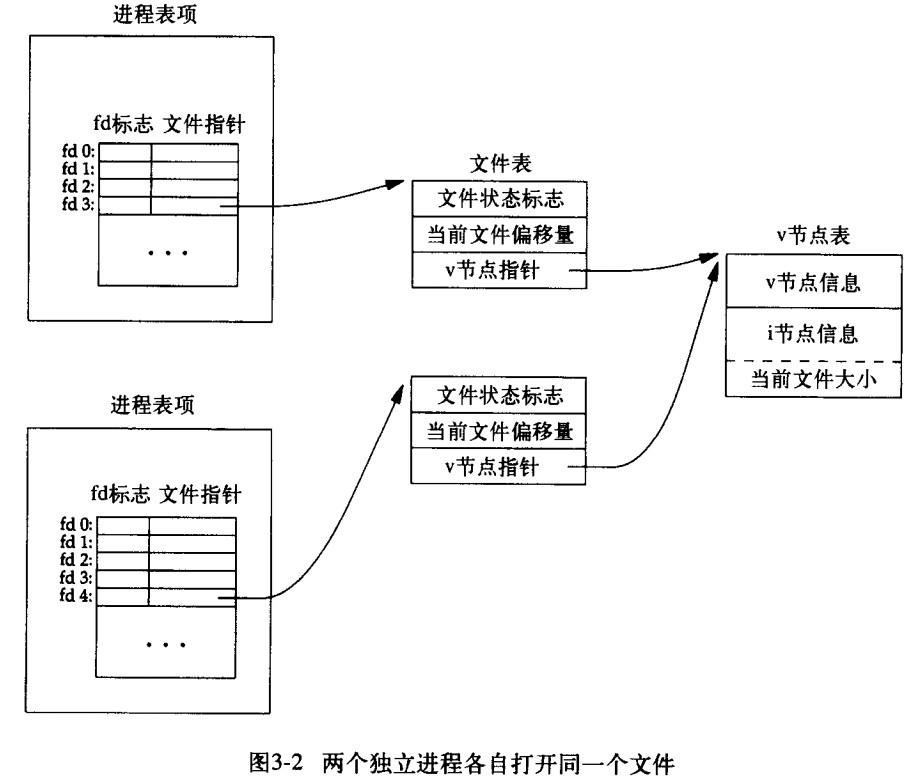 进程表项
fd标志 文件指针
fd 0:
fd 1:
fd 2:
fd 3:
· · ·
文件表
文件状态标志
当前文件偏移量
v节点指针
v节点表
v节点信息
i节点信息
当前文件大小
进程表项
fd标志 文件指针
fd 0:
fd 1:
fd 2:
fd 3:
fd 4:
· · ·
文件状态标志
当前文件偏移量
v节点指针
图3-2 两个独立进程各自打开同一个文件